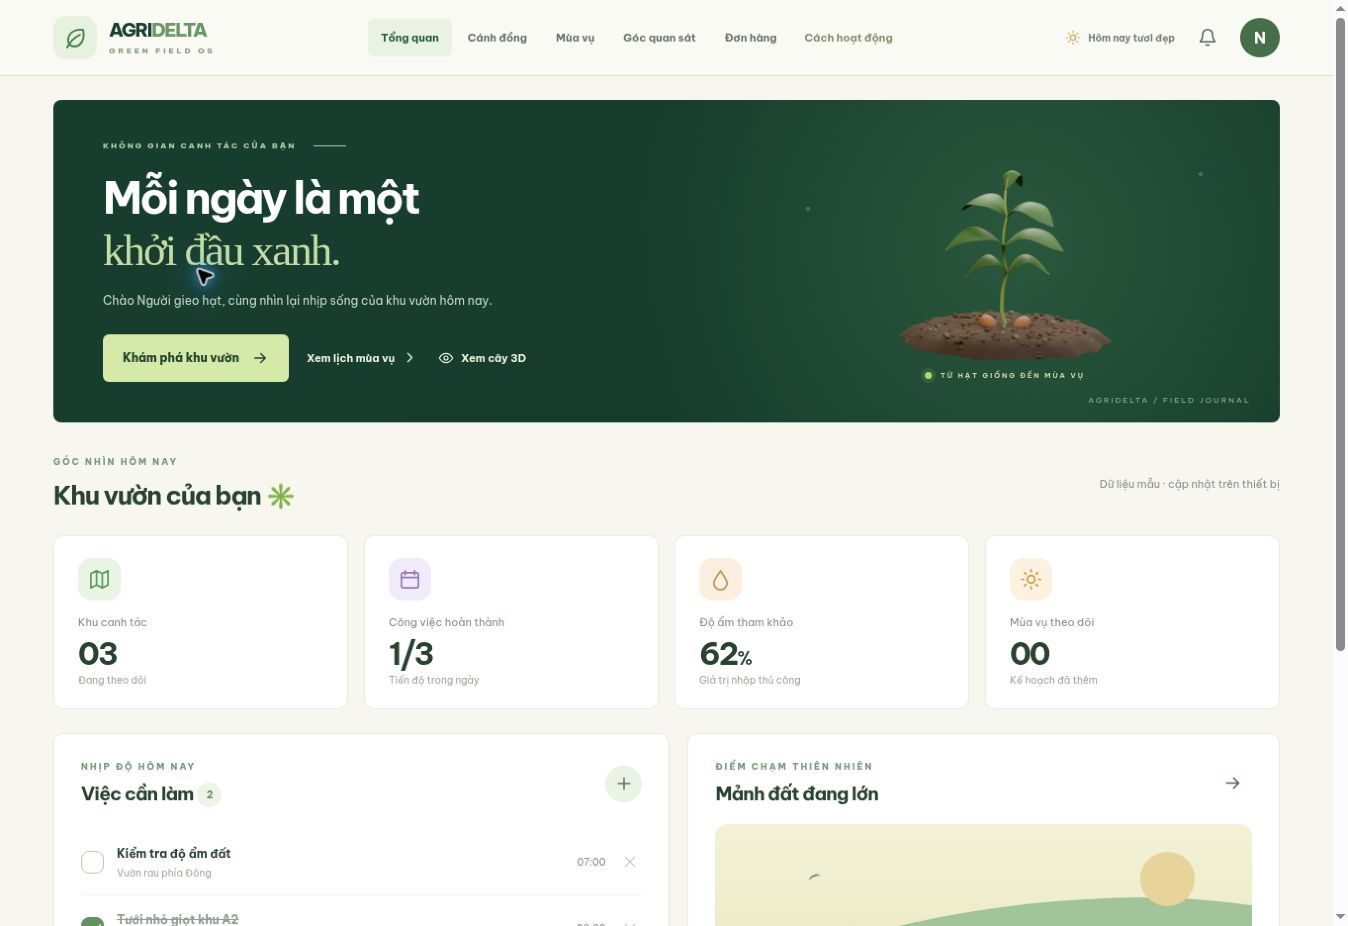 AGRIDELTA
GREEN FIELD OS
Tổng quan
Cánh đồng
Mùa vụ
Góc quan sát
Đơn hàng
Cách hoạt động
Hôm nay tươi đẹp
N
KHÔNG GIAN CANH TÁC CỦA BẠN
Mỗi ngày là một
khởi đầu xanh.
Chào Người gieo hạt, cùng nhìn lại nhịp sống của khu vườn hôm nay.
Khám phá khu vườn
Xem lịch mùa vụ
Xem cây 3D
TỪ HẠT GIỐNG ĐẾN MÙA VỤ
AGRIDELTA / FIELD JOURNAL
GÓC NHÌN HÔM NAY
Khu vườn của bạn
Dữ liệu mẫu · cập nhật trên thiết bị
Khu canh tác
03
Đang theo dõi
Công việc hoàn thành
1/3
Tiến độ trong ngày
Độ ẩm tham khảo
62%
Giá trị nhập thủ công
Mùa vụ theo dõi
00
Kế hoạch đã thêm
NHỊP ĐỘ HÔM NAY
Việc cần làm 2
Kiểm tra độ ẩm đất
Vườn rau phía Đông
07:00
Tưới nhỏ giọt khu A2
ĐIỂM CHẠM THIÊN NHIÊN
Mảnh đất đang lớn